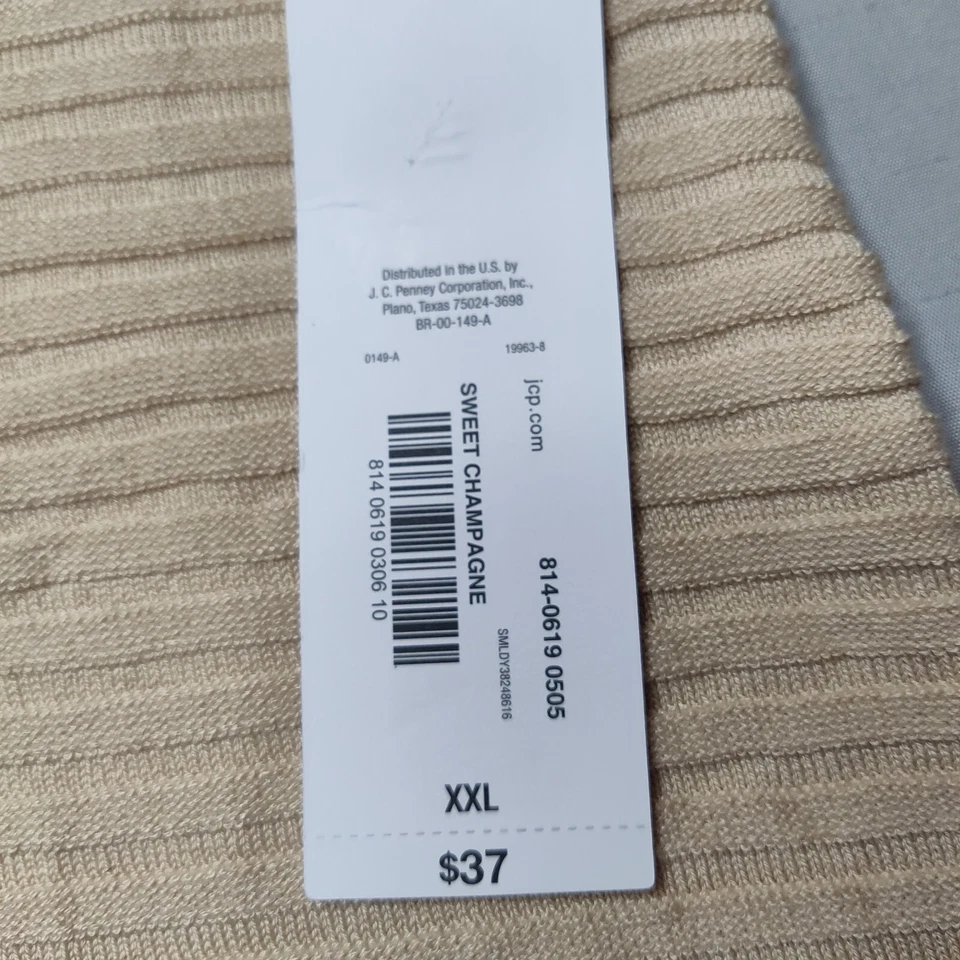 Distributed in the U.S. by
J. C. Penney Corporation, Inc.,
Plano, Texas 75024-3698
BR-00-149-A
0149-A 19963-8
jcp.com
814-0619 0505
SMLDY38248616
SWEET CHAMPAGNE
814 0619 0306 10
XXL
$37